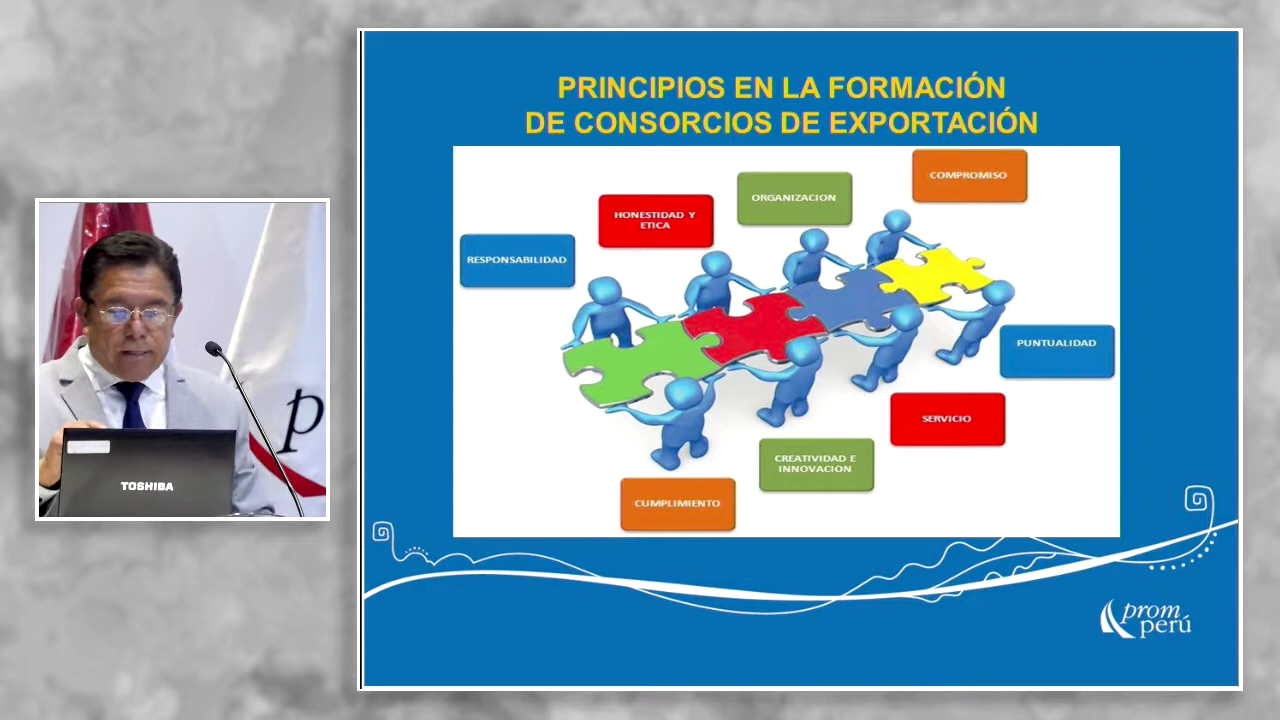 PRINCIPIOS EN LA FORMACIÓN
DE CONSORCIOS DE EXPORTACIÓN
COMPROMISO
ORGANIZACION
HONESTIDAD Y
ETICA
RESPONSABILIDAD
PUNTUALIDAD
SERVICIO
CREATIVIDAD E
INNOVACION
CUMPLIMIENTO
TOSHIBA
p
prom
perú